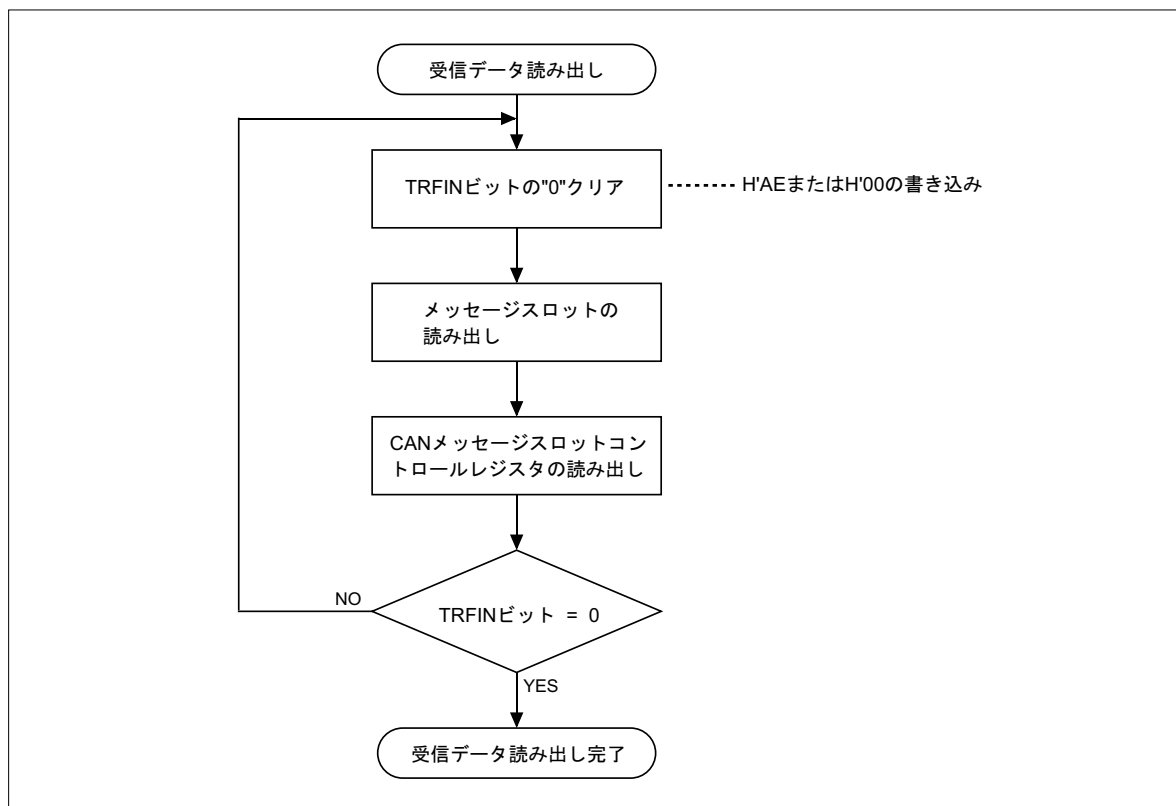 受信データ読み出し
TRFINビットの"0"クリア
H'AEまたはH'00の書き込み
メッセージスロットの
読み出し
CANメッセージスロットコン
トロールレジスタの読み出し
NO
TRFINビット = 0
YES
受信データ読み出し完了